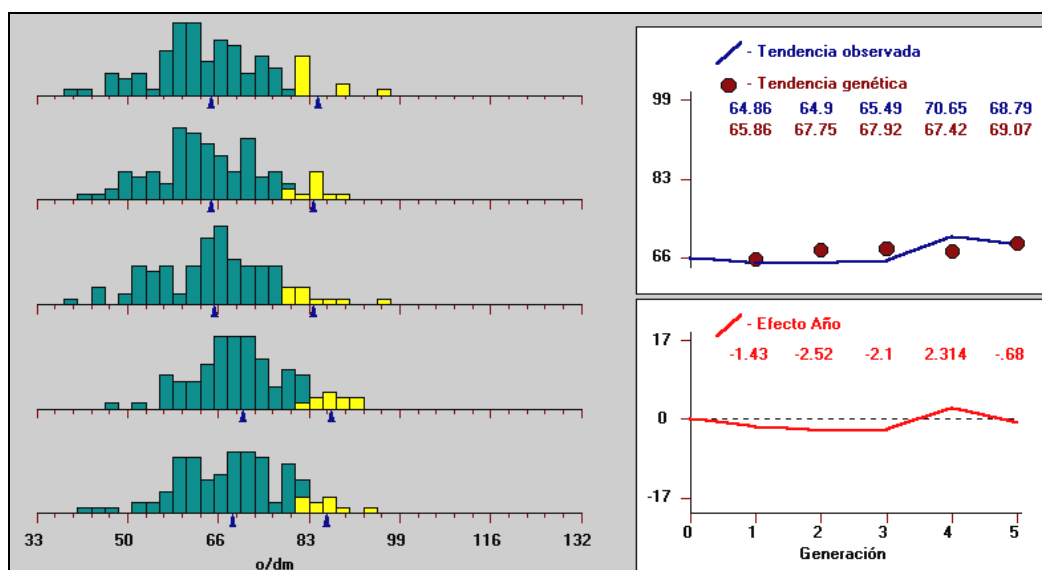 - Tendencia observada
- Tendencia genética
64.86 64.9 65.49 70.65 68.79
65.86 67.75 67.92 67.42 69.07
99
83
66
- Efecto Año
-1.43 -2.52 -2.1 2.314 -.68
17
0
-17
0 1 2 3 4 5
Generación
33 50 66 83 99 116 132
o/dm